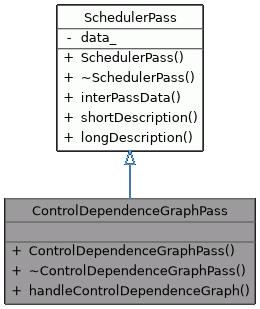 SchedulerPass
- data_
+ SchedulerPass()
+ ~SchedulerPass()
+ interPassData()
+ shortDescription()
+ longDescription()
ControlDependenceGraphPass
+ ControlDependenceGraphPass()
+ ~ControlDependenceGraphPass()
+ handleControlDependenceGraph()